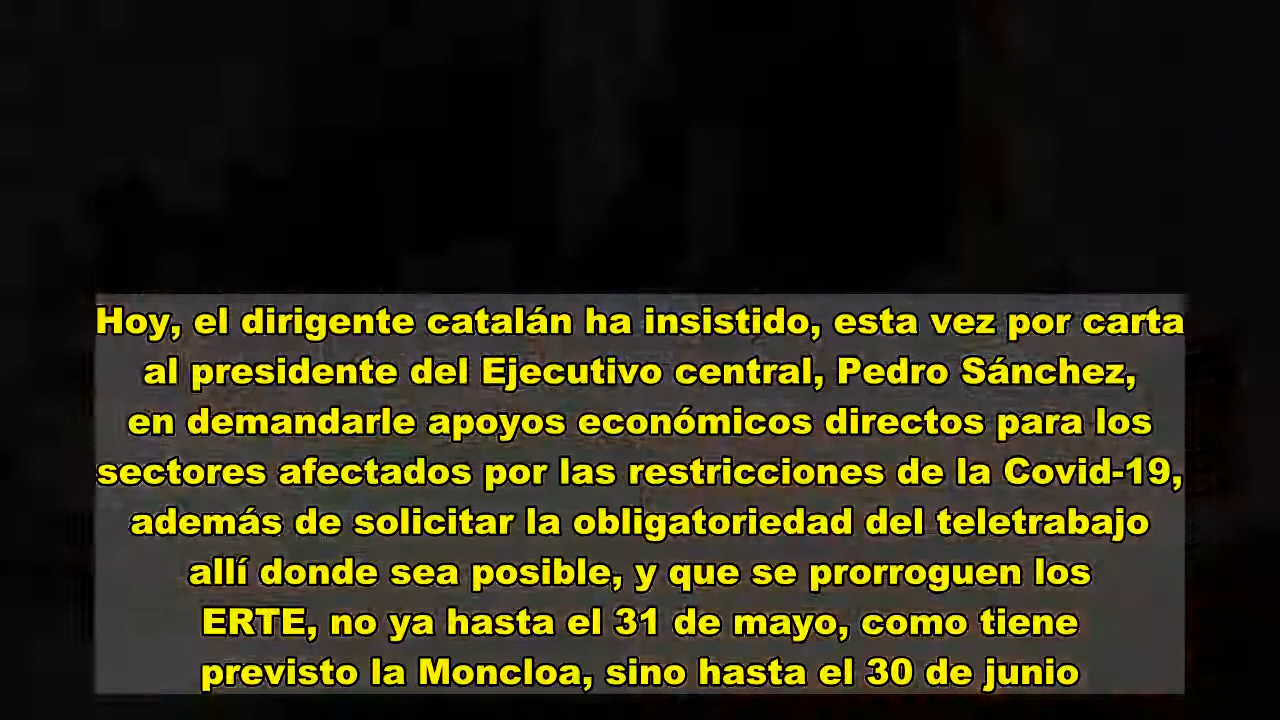 Hoy, el dirigente catalán ha insistido, esta vez por carta
al presidente del Ejecutivo central, Pedro Sánchez,
en demandarle apoyos económicos directos para los
sectores afectados por las restricciones de la Covid-19,
además de solicitar la obligatoriedad del teletrabajo
allí donde sea posible, y que se prorroguen los
ERTE, no ya hasta el 31 de mayo, como tiene
previsto la Moncloa, sino hasta el 30 de junio